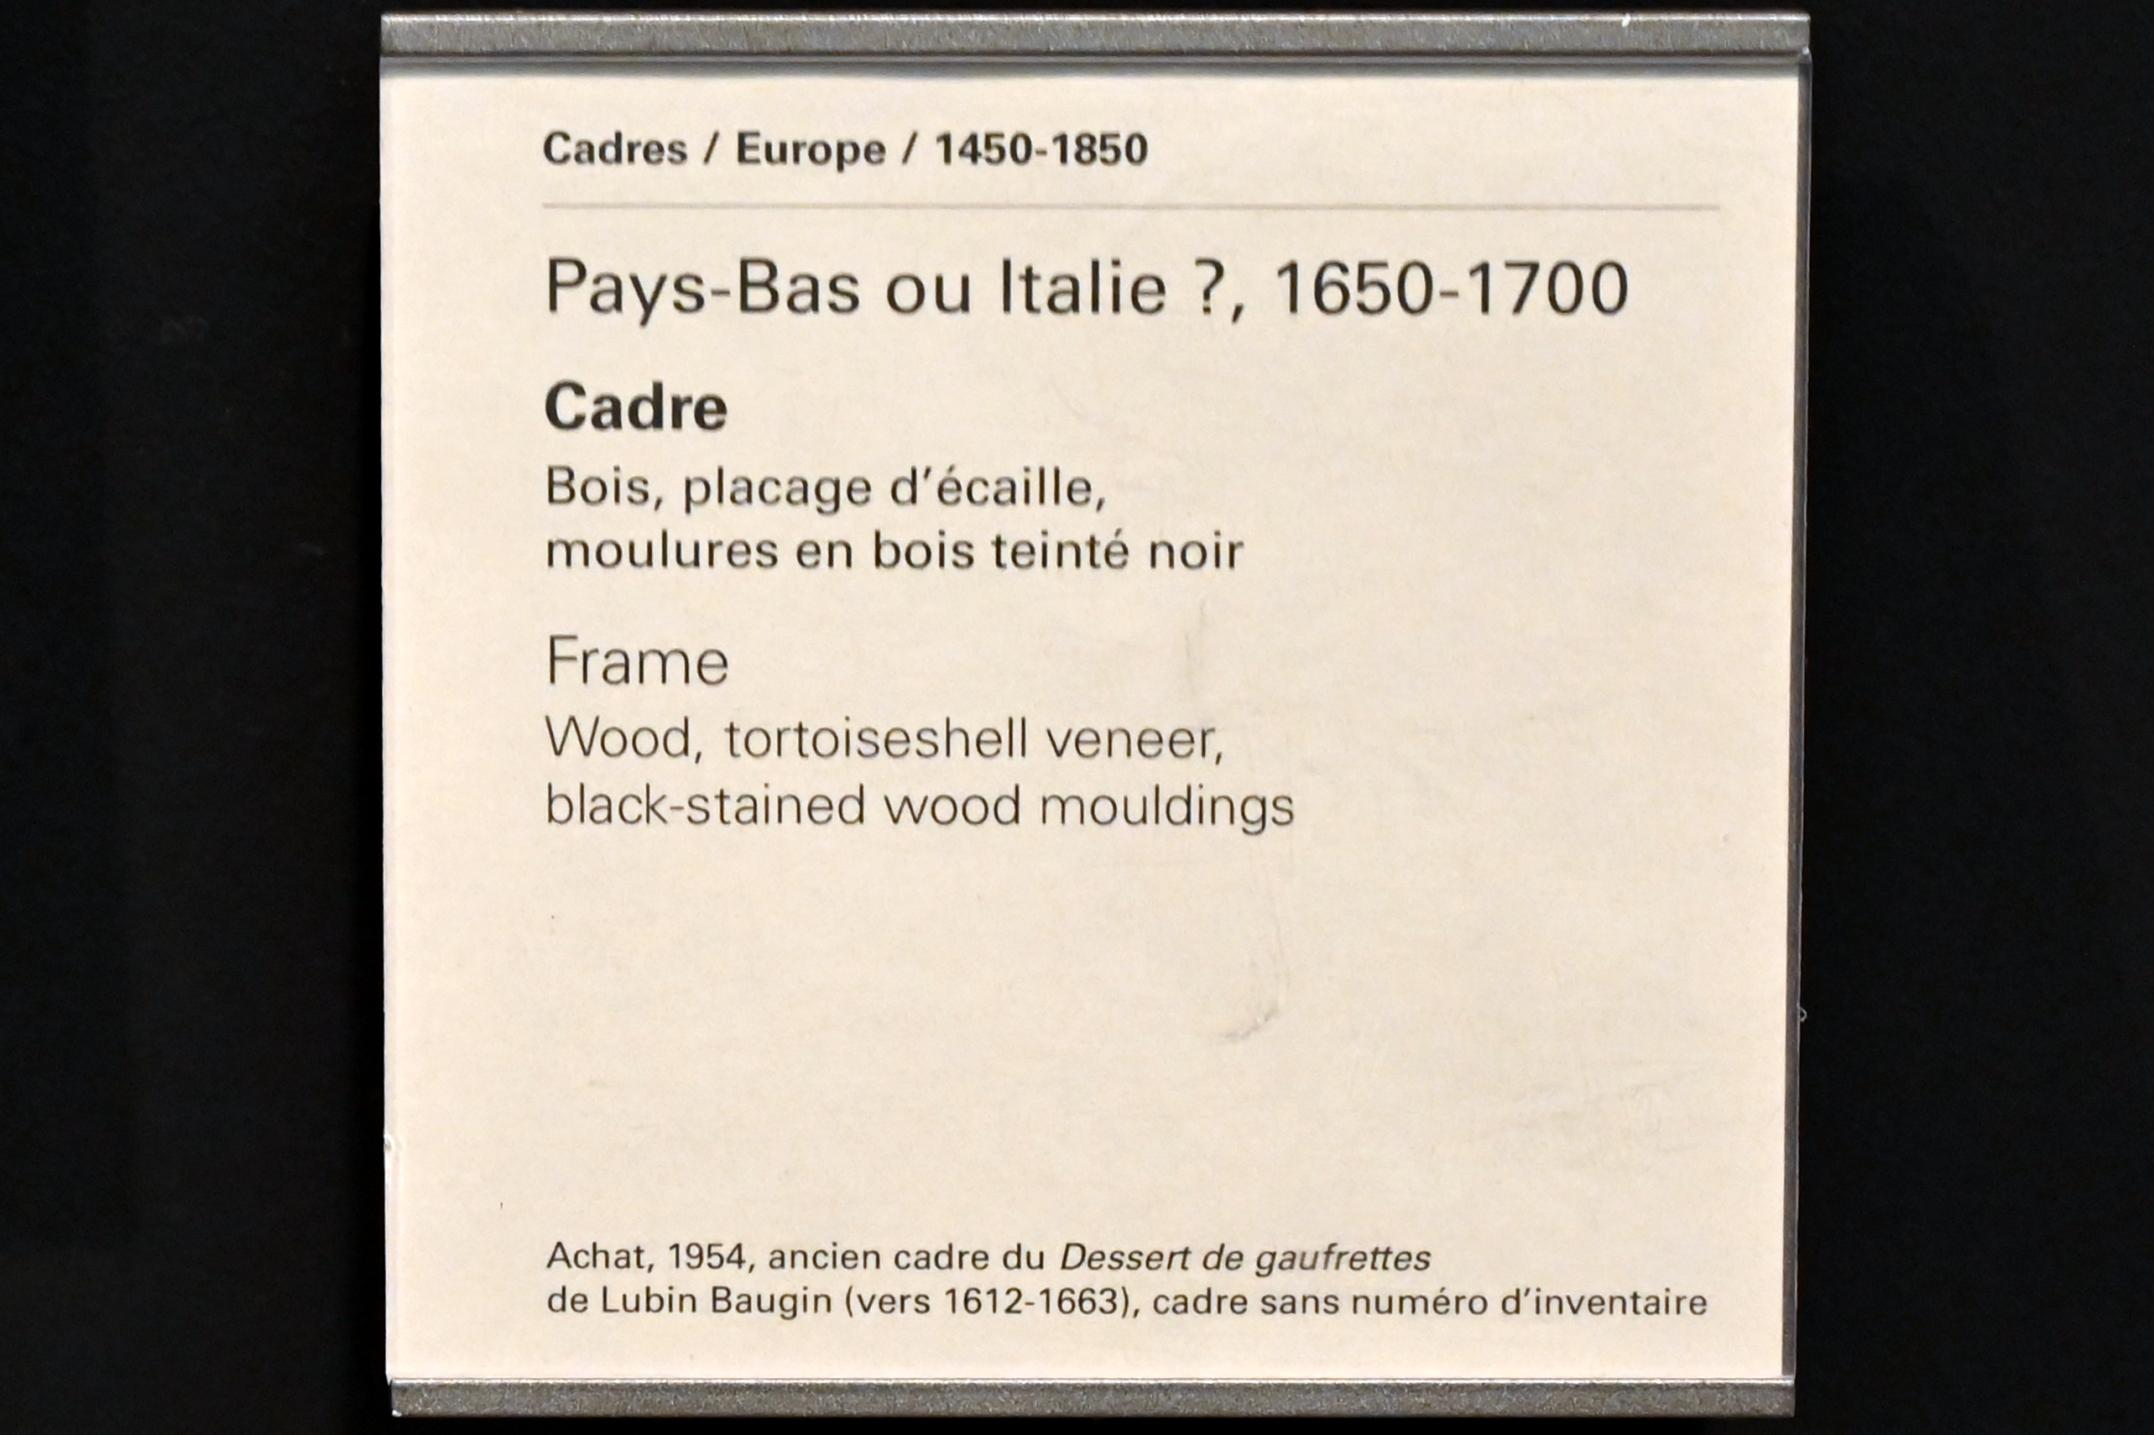 Cadres / Europe / 1450-1850
Pays-Bas ou Italie ?, 1650-1700
Cadre
Bois, placage d'écaille,
moulures en bois teinté noir
Frame
Wood, tortoiseshell veneer,
black-stained wood mouldings
Achat, 1954, ancien cadre du Dessert de gaufrettes
de Lubin Baugin (vers 1612-1663), cadre sans numéro d'inventaire